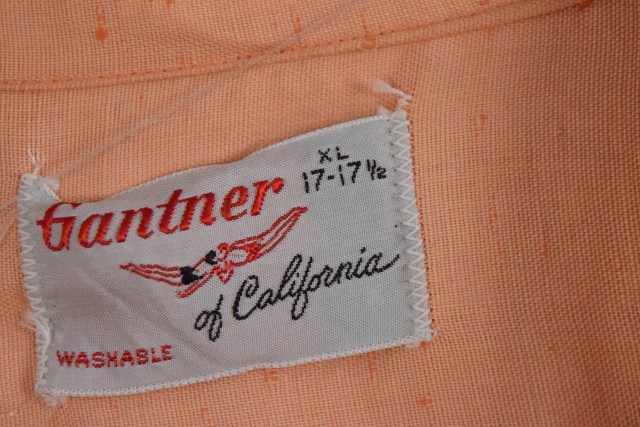 XL
17-17½
Gantner
of California
WASHABLE